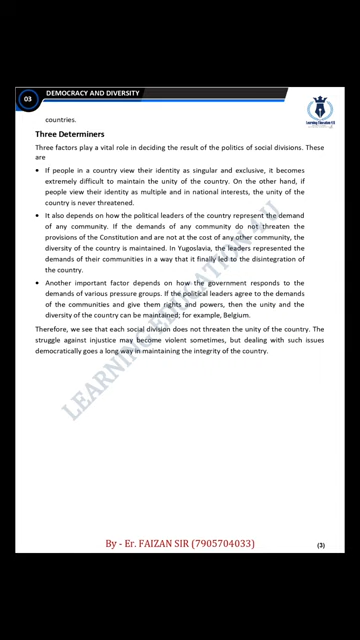 03
DEMOCRACY AND DIVERSITY
Learning Education 4 U
countries.
Three Determiners
Three factors play a vital role in deciding the result of the politics of social divisions. These
are
• If people in a country view their identity as singular and exclusive, it becomes
extremely difficult to maintain the unity of the country. On the other hand, if
people view their identity as multiple and in national interests, the unity of the
country is never threatened.
• It also depends on how the political leaders of the country represent the demand
of any community. If the demands of any community do not threaten the
provisions of the Constitution and are not at the cost of any other community, the
diversity of the country is maintained. In Yugoslavia, the leaders represented the
demands of their communities in a way that it finally led to the disintegration of
the country.
• Another important factor depends on how the government responds to the
demands of various pressure groups. If the political leaders agree to the demands
of the communities and give them rights and powers, then the unity and the
diversity of the country can be maintained; for example, Belgium.
Therefore, we see that each social division does not threaten the unity of the country. The
struggle against injustice may become violent sometimes, but dealing with such issues
democratically goes a long way in maintaining the integrity of the country.
LEARNING EDUCATION 4 U
By - Er. FAIZAN SIR (7905704033)
(3)